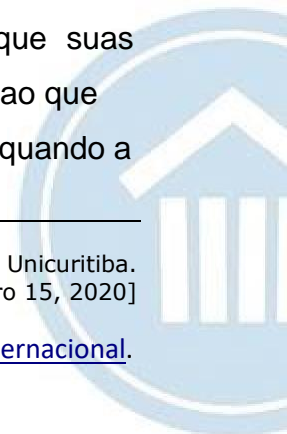 que suas
ao que
quando a
Unicuritiba.
ro 15, 2020]
ernacional.